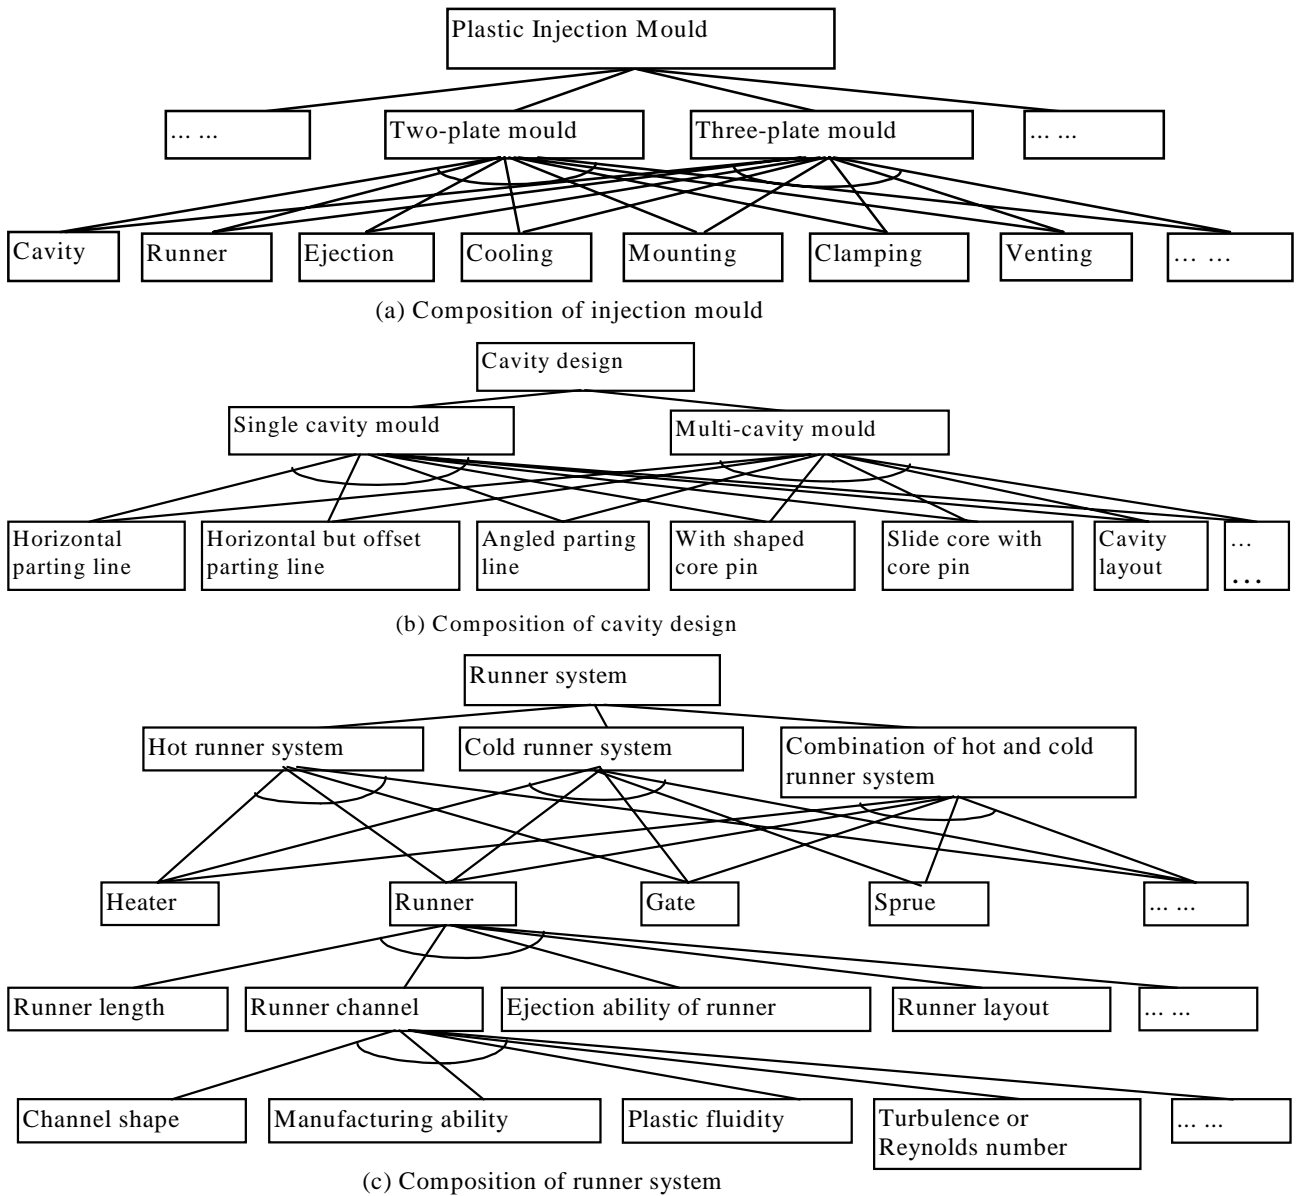 Plastic Injection Mould
... ...
Two-plate mould
Three-plate mould
... ...
Cavity
Runner
Ejection
Cooling
Mounting
Clamping
Venting
... ...
(a) Composition of injection mould
Cavity design
Single cavity mould
Multi-cavity mould
Horizontal
parting line
Horizontal but offset
parting line
Angled parting
line
With shaped
core pin
Slide core with
core pin
Cavity
layout
...
...
(b) Composition of cavity design
Runner system
Hot runner system
Cold runner system
Combination of hot and cold
runner system
Heater
Runner
Gate
Sprue
... ...
Runner length
Runner channel
Ejection ability of runner
Runner layout
... ...
Channel shape
Manufacturing ability
Plastic fluidity
Turbulence or
Reynolds number
... ...
(c) Composition of runner system